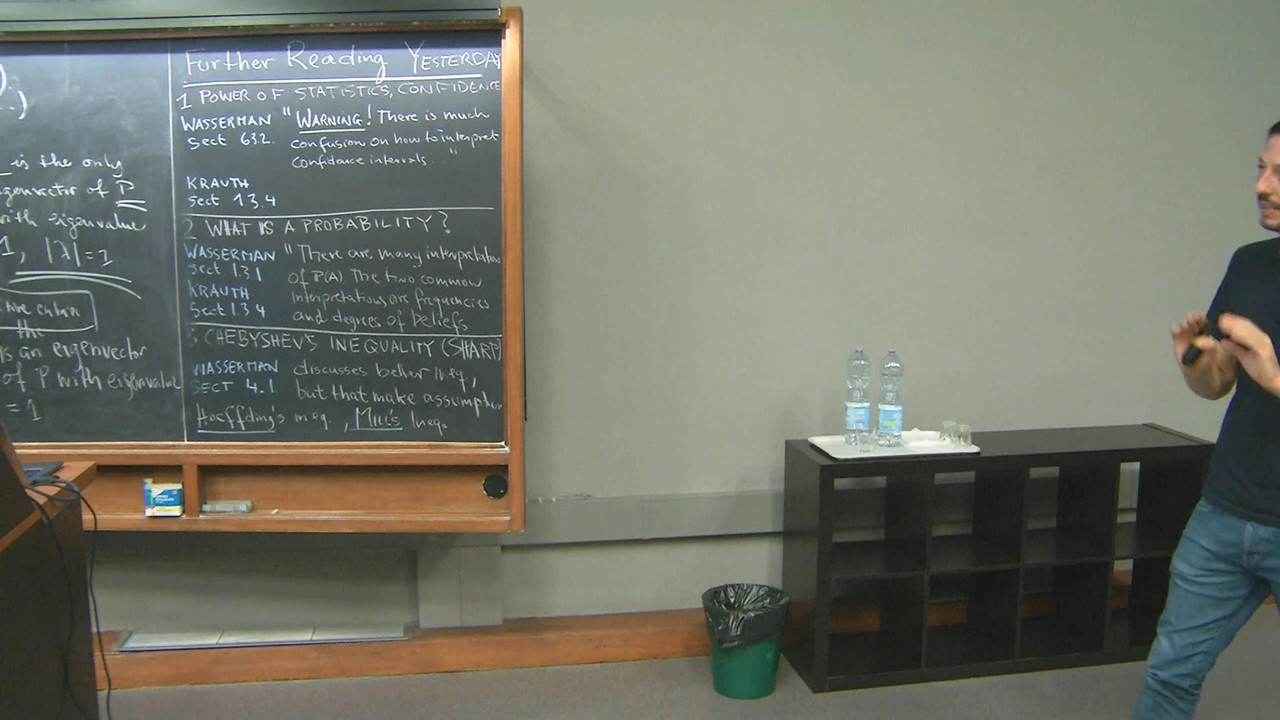 )
..)
is the only
genvector of P
with eigenvalue
1, |λ|=1
the
is an eigenvector
of P with eigenvalue
=1
Further Reading YESTERDAY
1 POWER OF STATISTICS, CONFIDENCE
WASSERMAN "WARNING! There is much
Sect 6.3.2. confusion on how to interpret
confidence intervals..."
KRAUTH
Sect 1.3.4
2 WHAT IS A PROBABILITY?
WASSERMAN "There are many interpretations
Sect 1.3.1 of P(A) The two common
KRAUTH interpretations are frequencies
Sect 1.3.4 and degrees of beliefs
3 CHEBYSHEV'S INEQUALITY (SHARP)
WASSERMAN discusses better Ineq,
SECT 4.1. but that make assumption
Hoeffding's ineq., Mill's Ineq.